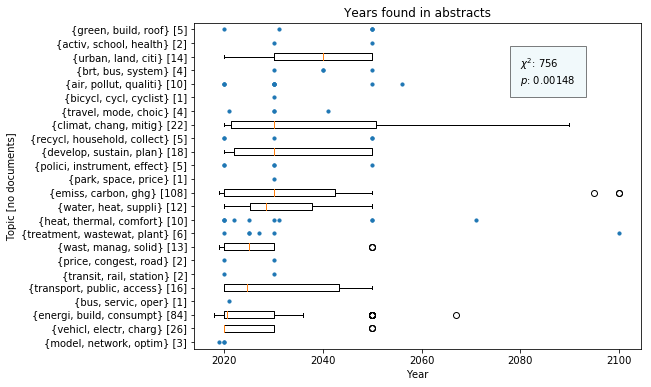 Years found in abstracts
{green, build, roof} [5]
{activ, school, health} [2]
{urban, land, citi} [14]
{brt, bus, system} [4]
{air, pollut, qualiti} [10]
{bicycl, cycl, cyclist} [1]
{travel, mode, choic} [4]
{climat, chang, mitig} [22]
{recycl, household, collect} [5]
{develop, sustain, plan} [18]
{polici, instrument, effect} [5]
{park, space, price} [1]
{emiss, carbon, ghg} [108]
{water, heat, suppli} [12]
{heat, thermal, comfort} [10]
{treatment, wastewat, plant} [6]
{wast, manag, solid} [13]
{price, congest, road} [2]
{transit, rail, station} [2]
{transport, public, access} [16]
{bus, servic, oper} [1]
{energi, build, consumpt} [84]
{vehicl, electr, charg} [26]
{model, network, optim} [3]
Topic [no documents]
χ²: 756
p: 0.00148
2020 2040 2060 2080 2100
Year